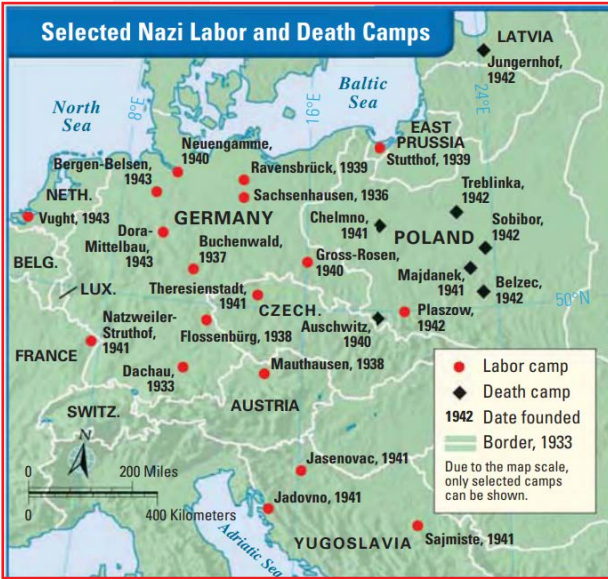 Selected Nazi Labor and Death Camps
LATVIA
Jungernhof,
1942
North
Sea
8°E
16°E
Baltic
Sea
24°E
EAST
PRUSSIA
Stutthof, 1939
Neuengamme,
1940
Bergen-Belsen,
1943
Ravensbrück, 1939
Sachsenhausen, 1936
NETH.
Vught, 1943
GERMANY
Treblinka,
1942
Chelmno,
1941
POLAND
Sobibor,
1942
Dora-
Mittelbau,
1943
Buchenwald,
1937
Gross-Rosen,
1940
Majdanek,
1941
Belzec,
1942
BELG.
LUX.
Theresienstadt,
1941
CZECH.
50°N
Natzweiler-
Struthof,
1941
Flossenbürg, 1938
Auschwitz,
1940
Plaszow,
1942
FRANCE
Dachau,
1933
Mauthausen, 1938
SWITZ.
AUSTRIA
N
0
200 Miles
0
400 Kilometers
Jasenovac, 1941
Jadovno, 1941
Adriatic Sea
YUGOSLAVIA
Sajmiste, 1941
Labor camp
Death camp
1942 Date founded
Border, 1933
Due to the map scale,
only selected camps
can be shown.